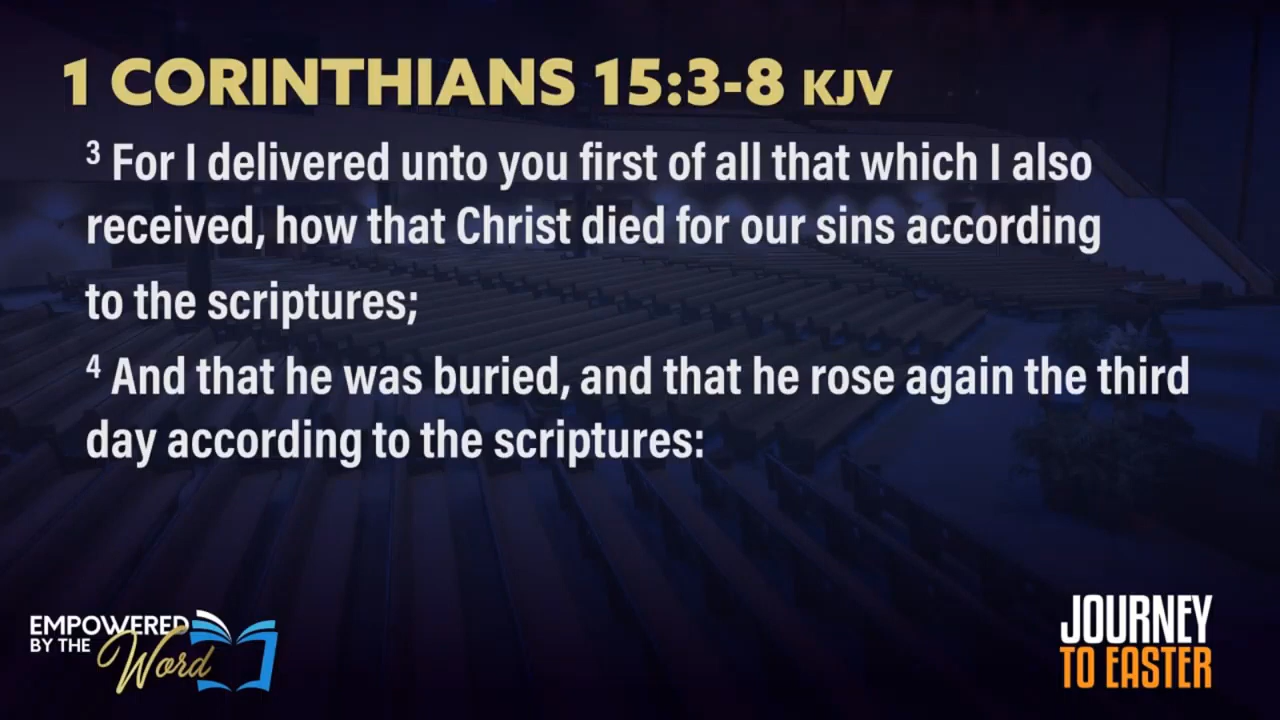 1 CORINTHIANS 15:3-8 KJV
3 For I delivered unto you first of all that which I also
received, how that Christ died for our sins according
to the scriptures;
4 And that he was buried, and that he rose again the third
day according to the scriptures:
EMPOWERED
BY THE
Word
JOURNEY
TO EASTER